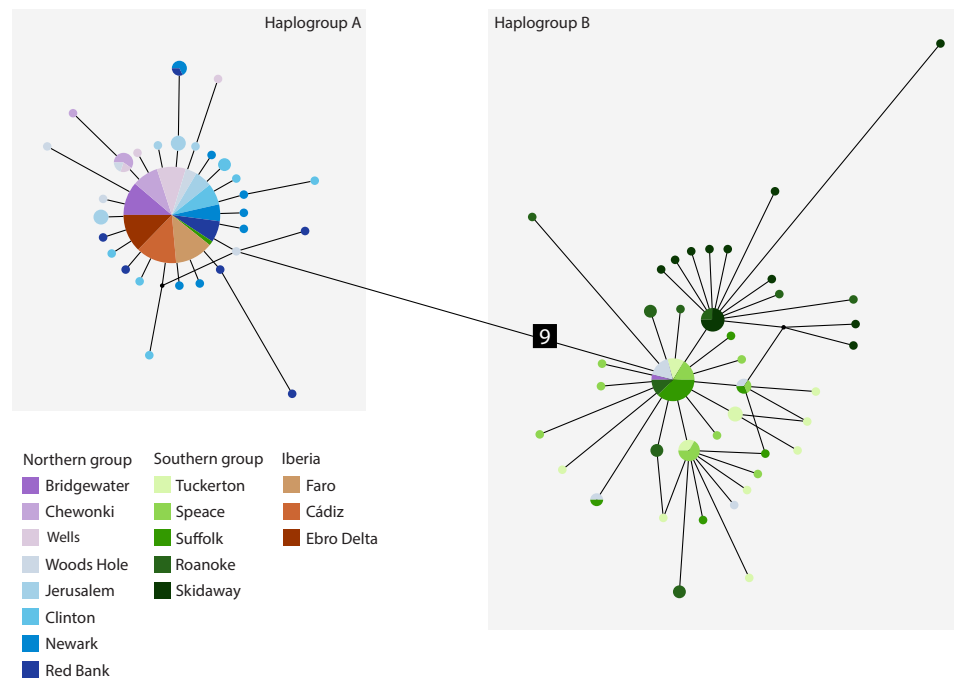 Haplogroup A
Haplogroup B
9
Northern group
Bridgewater
Chewonki
Wells
Woods Hole
Jerusalem
Clinton
Newark
Red Bank
Southern group
Tuckerton
Speace
Suffolk
Roanoke
Skidaway
Iberia
Faro
Cádiz
Ebro Delta